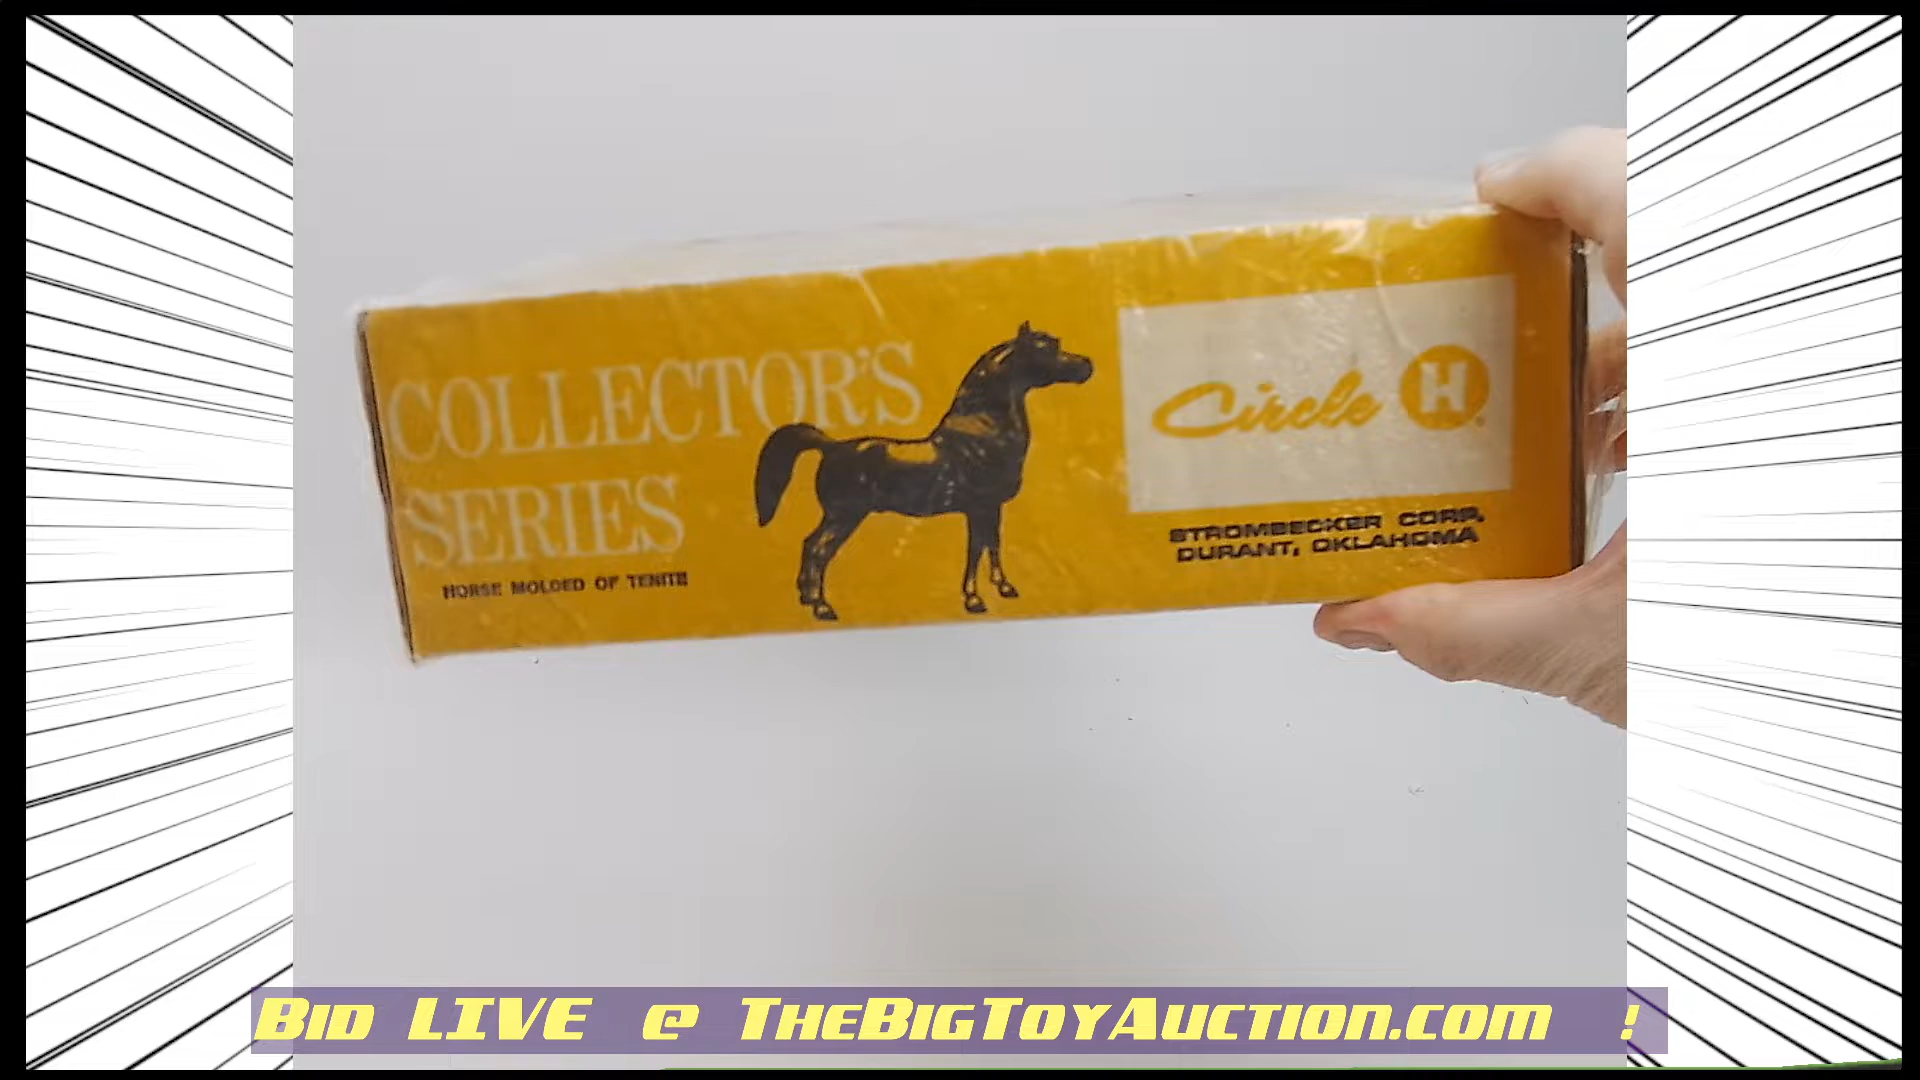 COLLECTOR'S
SERIES
HORSE MOLDED OF TENITE
Circle H
STROMBECKER CORP.
DURANT, OKLAHOMA
BID LIVE @ THEBIGTOYAUCTION.COM !